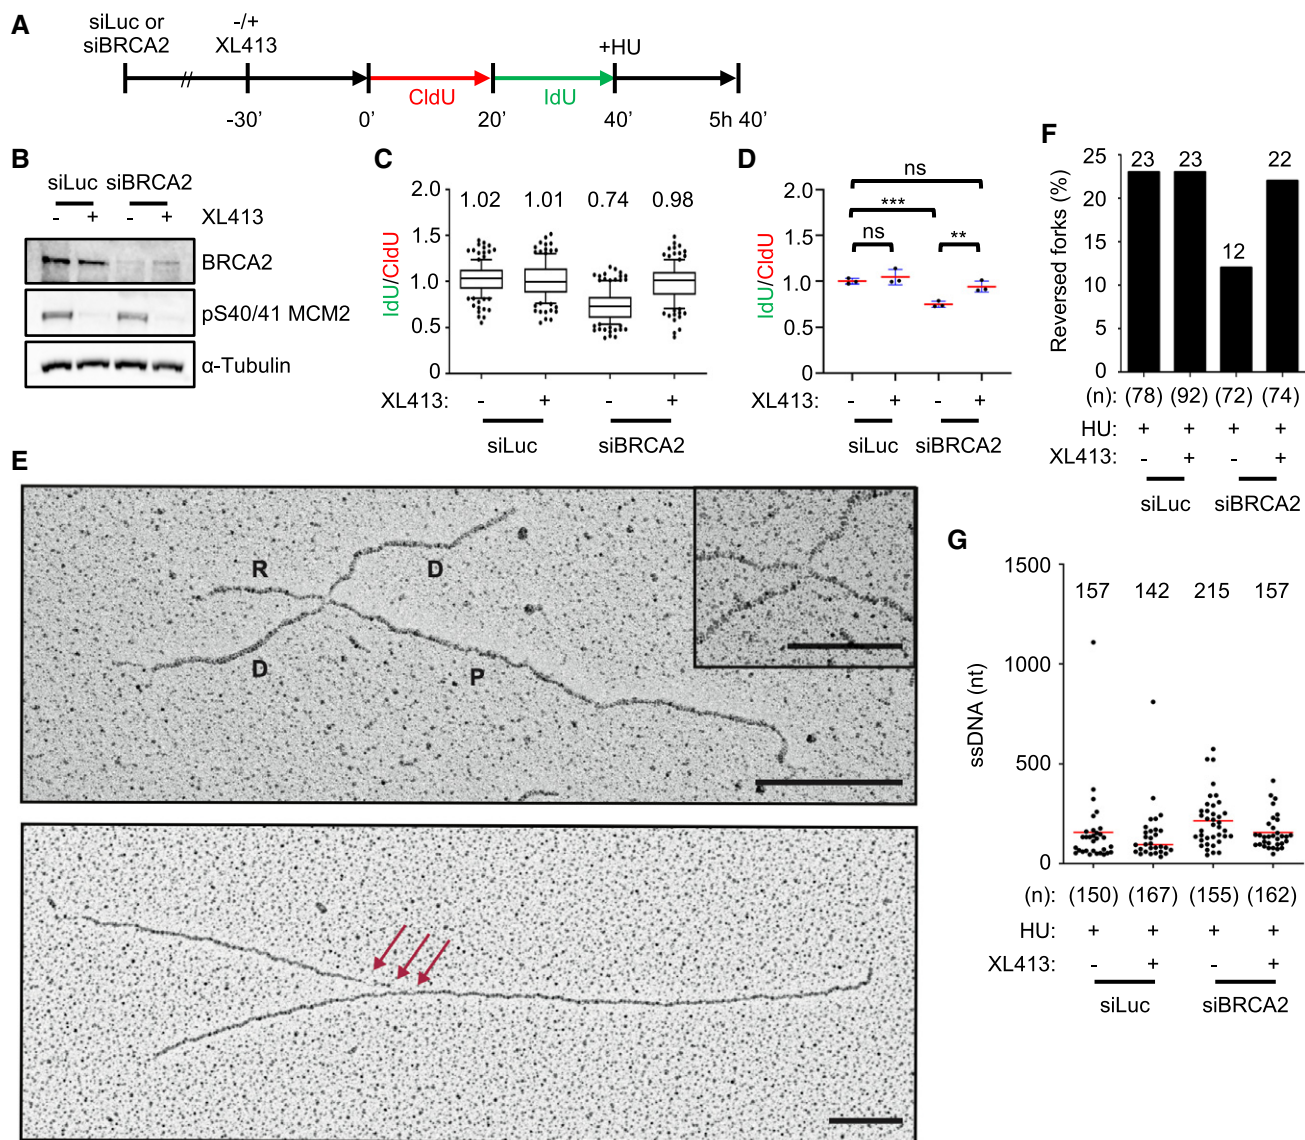 A
siLuc or
siBRCA2
-/+
XL413
+HU
CldU
IdU
-30’
0’
20’
40’
5h 40’
B
siLuc siBRCA2
- + - + XL413
BRCA2
pS40/41 MCM2
α-Tubulin
C
IdU/CldU
2.0
1.5
1.0
0.5
0
1.02 1.01 0.74 0.98
XL413: - + - +
siLuc siBRCA2
D
IdU/CldU
2.0
1.5
1.0
0.5
0
ns
***
ns **
XL413: - + - +
siLuc siBRCA2
E
R
D
D
P
F
Reversed forks (%)
25
20
15
10
5
0
23 23 12 22
(n): (78) (92) (72) (74)
HU: + + + +
XL413: - + - +
siLuc siBRCA2
G
ssDNA (nt)
1500
1000
500
0
157 142 215 157
(n): (150) (167) (155) (162)
HU: + + + +
XL413: - + - +
siLuc siBRCA2